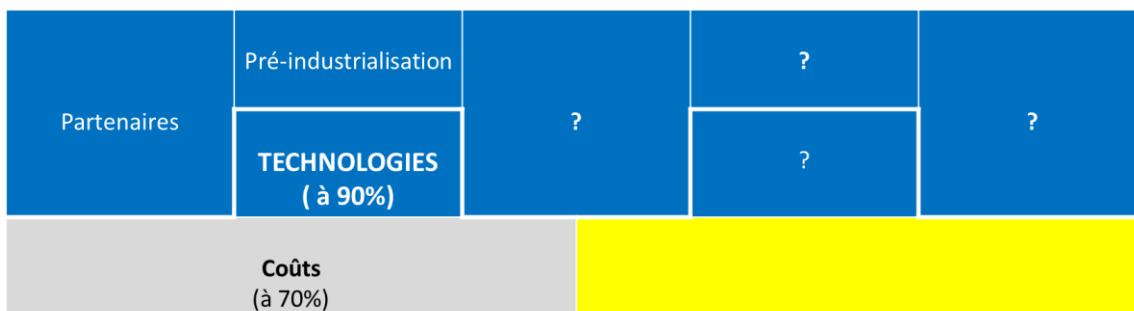 Partenaires
Pré-industrialisation
TECHNOLOGIES
( à 90%)
?
?
?
?
Coûts
(à 70%)